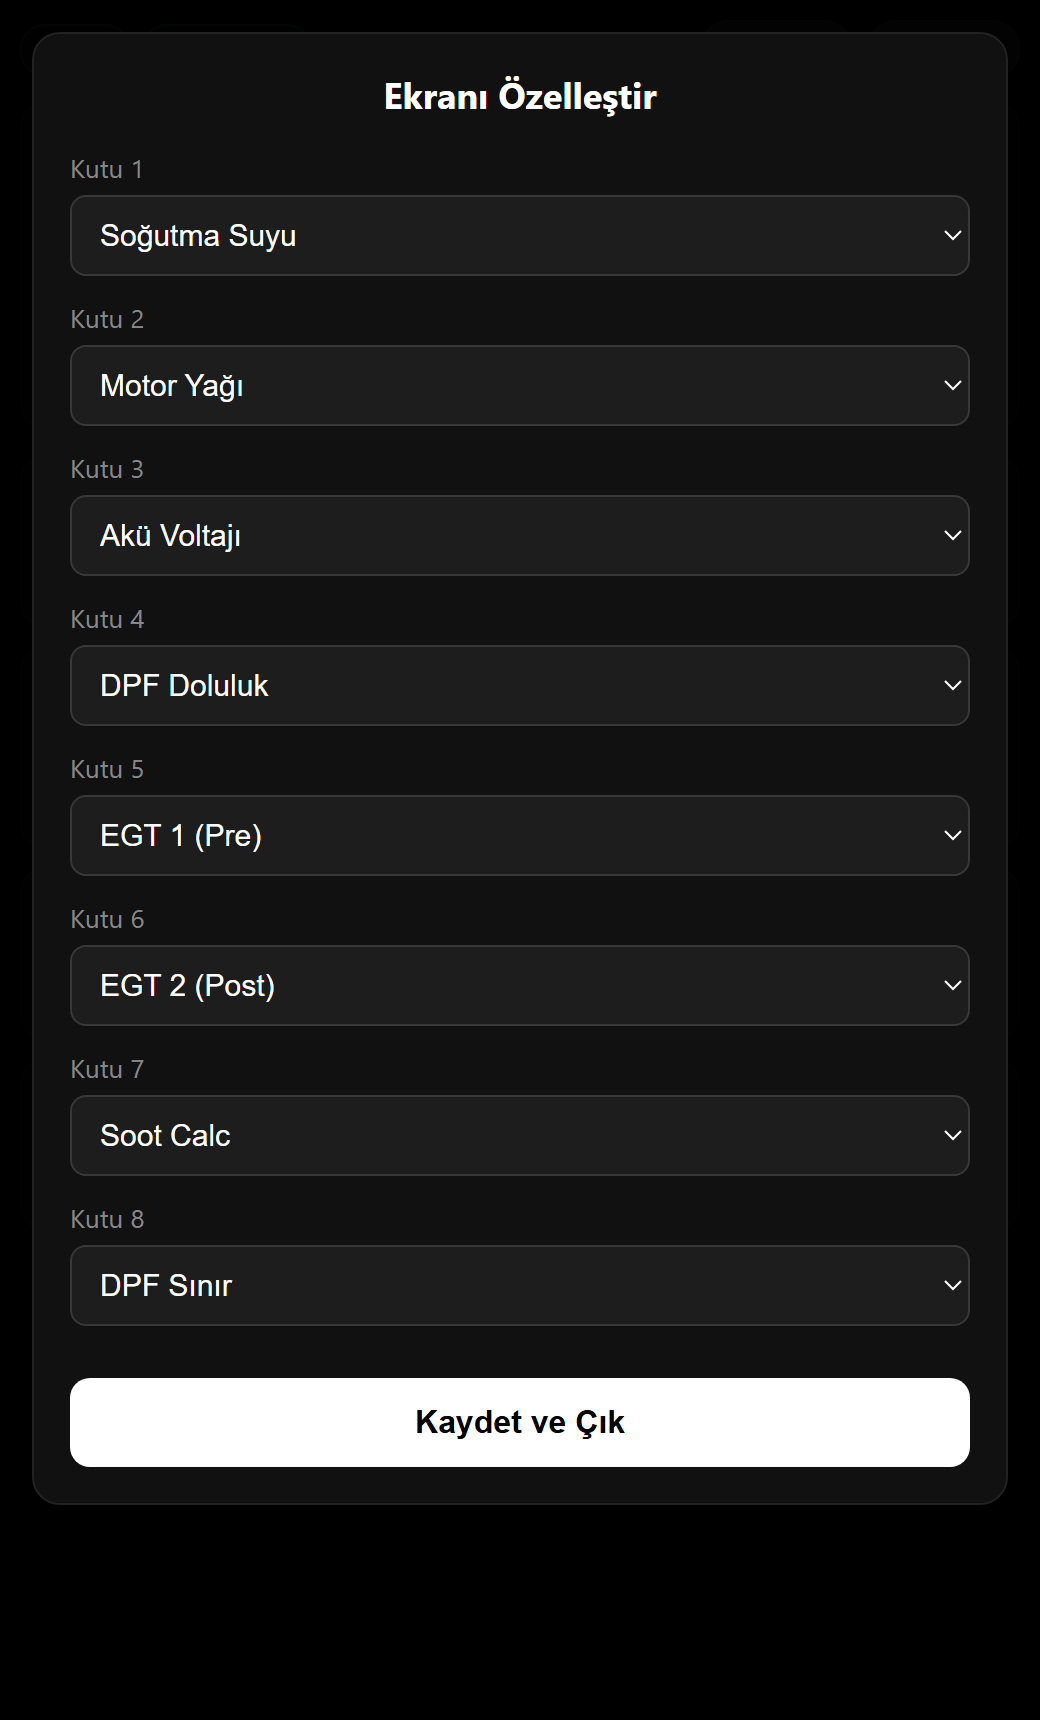 Ekranı Özelleştir
Kutu 1
Soğutma Suyu
Kutu 2
Motor Yağı
Kutu 3
Akü Voltajı
Kutu 4
DPF Doluluk
Kutu 5
EGT 1 (Pre)
Kutu 6
EGT 2 (Post)
Kutu 7
Soot Calc
Kutu 8
DPF Sınır
Kaydet ve Çık